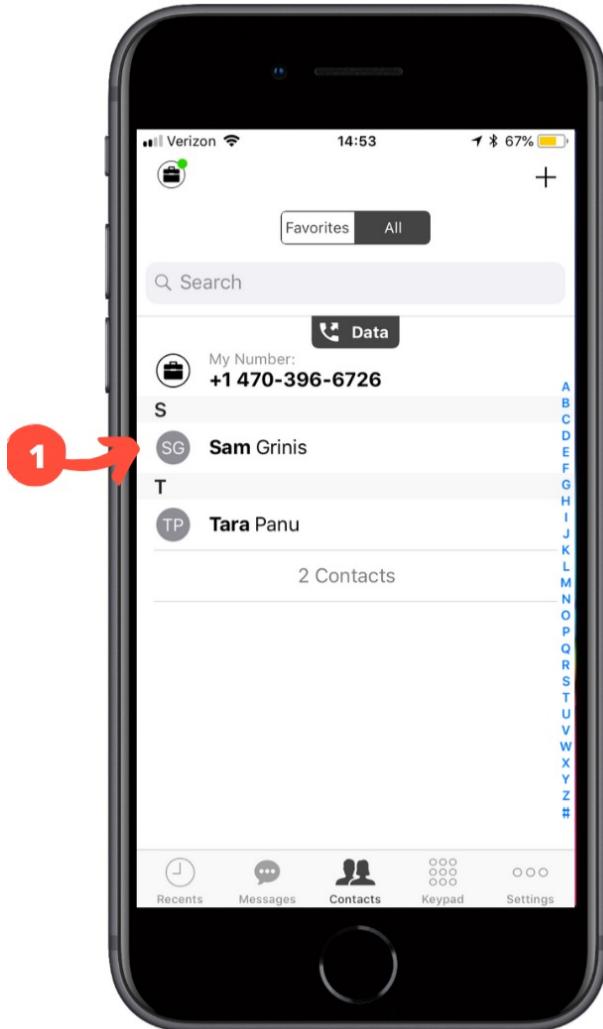 Verizon 14:53 67%
Favorites All
Search
Data
My Number:
+1 470-396-6726
S
1
SG Sam Grinis
T
TP Tara Panu
2 Contacts
A
B
C
D
E
F
G
H
I
J
K
L
M
N
O
P
Q
R
S
T
U
V
W
X
Y
Z
#
Recents Messages Contacts Keypad Settings